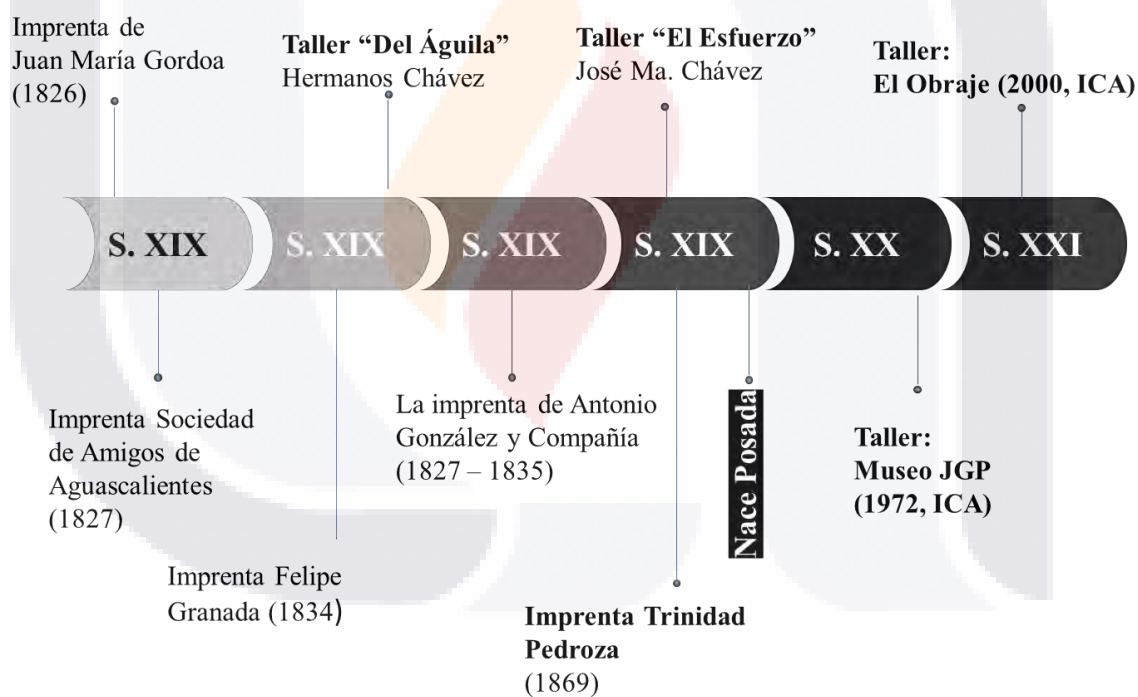 Imprenta de
Juan María Gordoa
(1826)
Taller “Del Águila”
Hermanos Chávez
Taller “El Esfuerzo”
José Ma. Chávez
Taller:
El Obraje (2000, ICA)
S. XIX
S. XIX
S. XIX
S. XIX
S. XX
S. XXI
Imprenta Sociedad
de Amigos de
Aguascalientes
(1827)
Imprenta Felipe
Granada (1834)
La imprenta de Antonio
González y Compañía
(1827 – 1835)
Imprenta Trinidad
Pedroza
(1869)
Nace Posada
Taller:
Museo JGP
(1972, ICA)